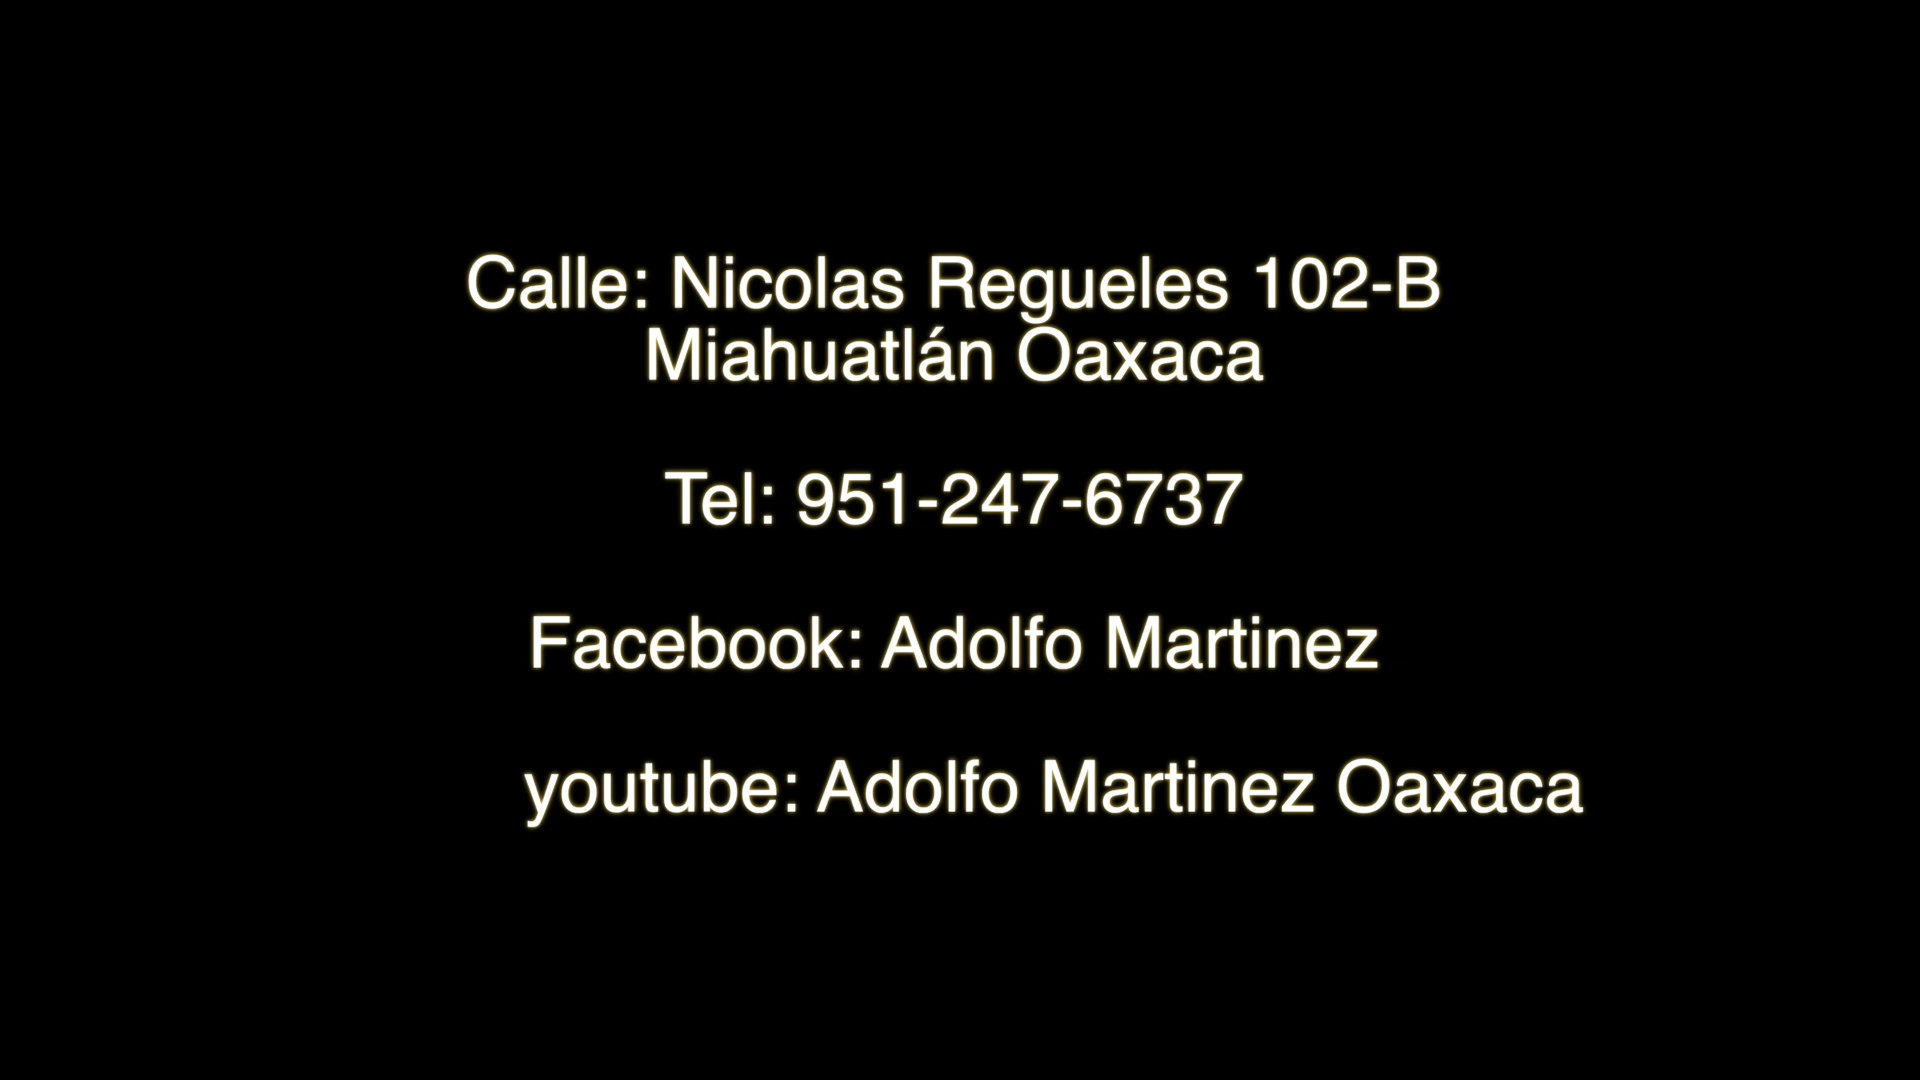 Calle: Nicolas Regueles 102-B
Miahuatlán Oaxaca
Tel: 951-247-6737
Facebook: Adolfo Martinez
youtube: Adolfo Martinez Oaxaca